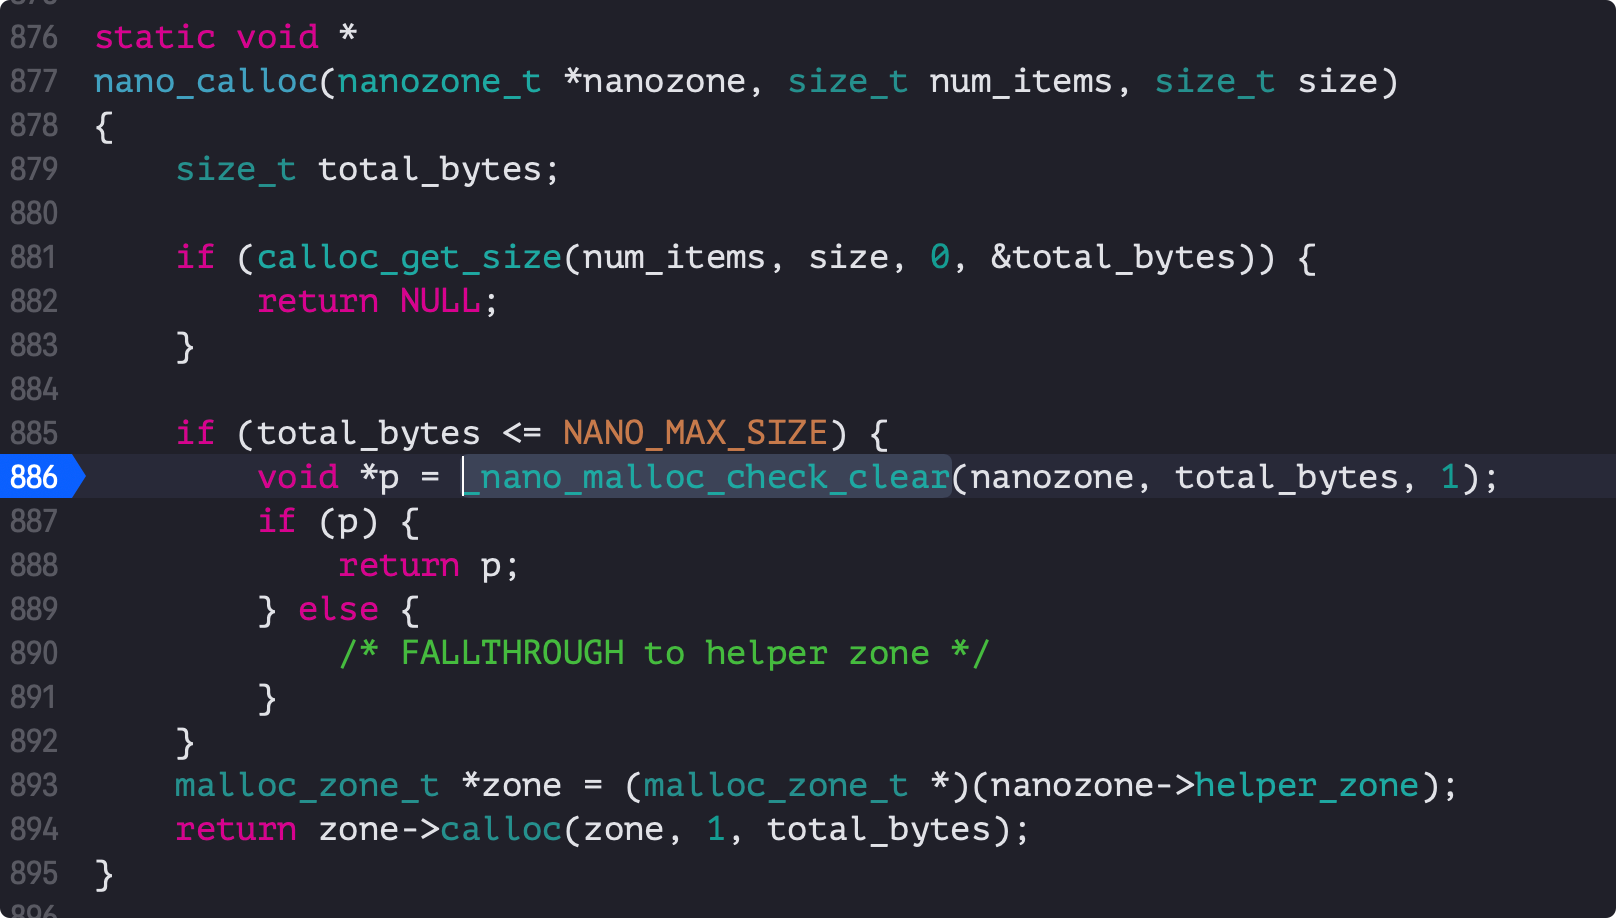 876 static void *
877 nano_calloc(nanozone_t *nanozone, size_t num_items, size_t size)
878 {
879     size_t total_bytes;
880
881     if (calloc_get_size(num_items, size, 0, &total_bytes)) {
882         return NULL;
883     }
884
885     if (total_bytes <= NANO_MAX_SIZE) {
886         void *p = _nano_malloc_check_clear(nanozone, total_bytes, 1);
887         if (p) {
888             return p;
889         } else {
890             /* FALLTHROUGH to helper zone */
891         }
892     }
893     malloc_zone_t *zone = (malloc_zone_t *)(nanozone->helper_zone);
894     return zone->calloc(zone, 1, total_bytes);
895 }
896